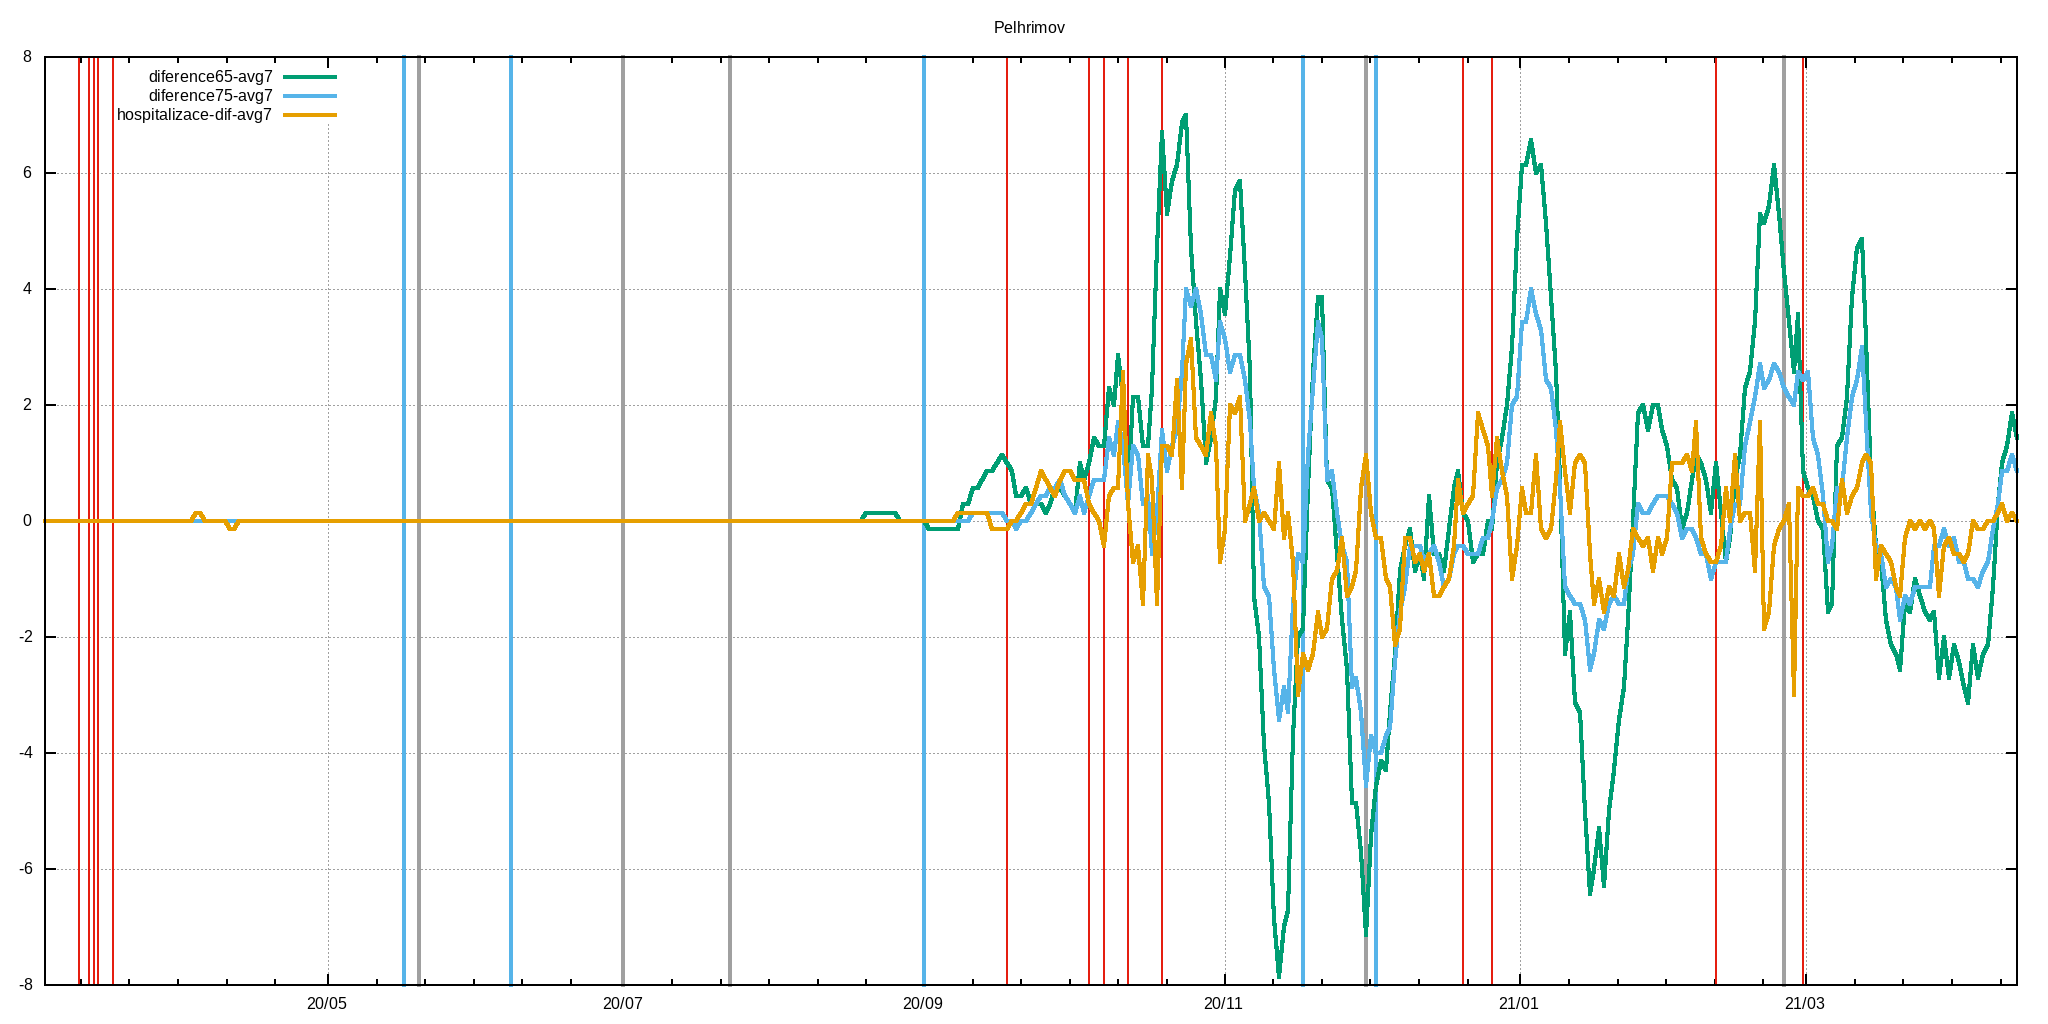 Pelhrimov
diference65-avg7
diference75-avg7
hospitalizace-dif-avg7
8
6
4
2
0
-2
-4
-6
-8
20/05 20/07 20/09 20/11 21/01 21/03